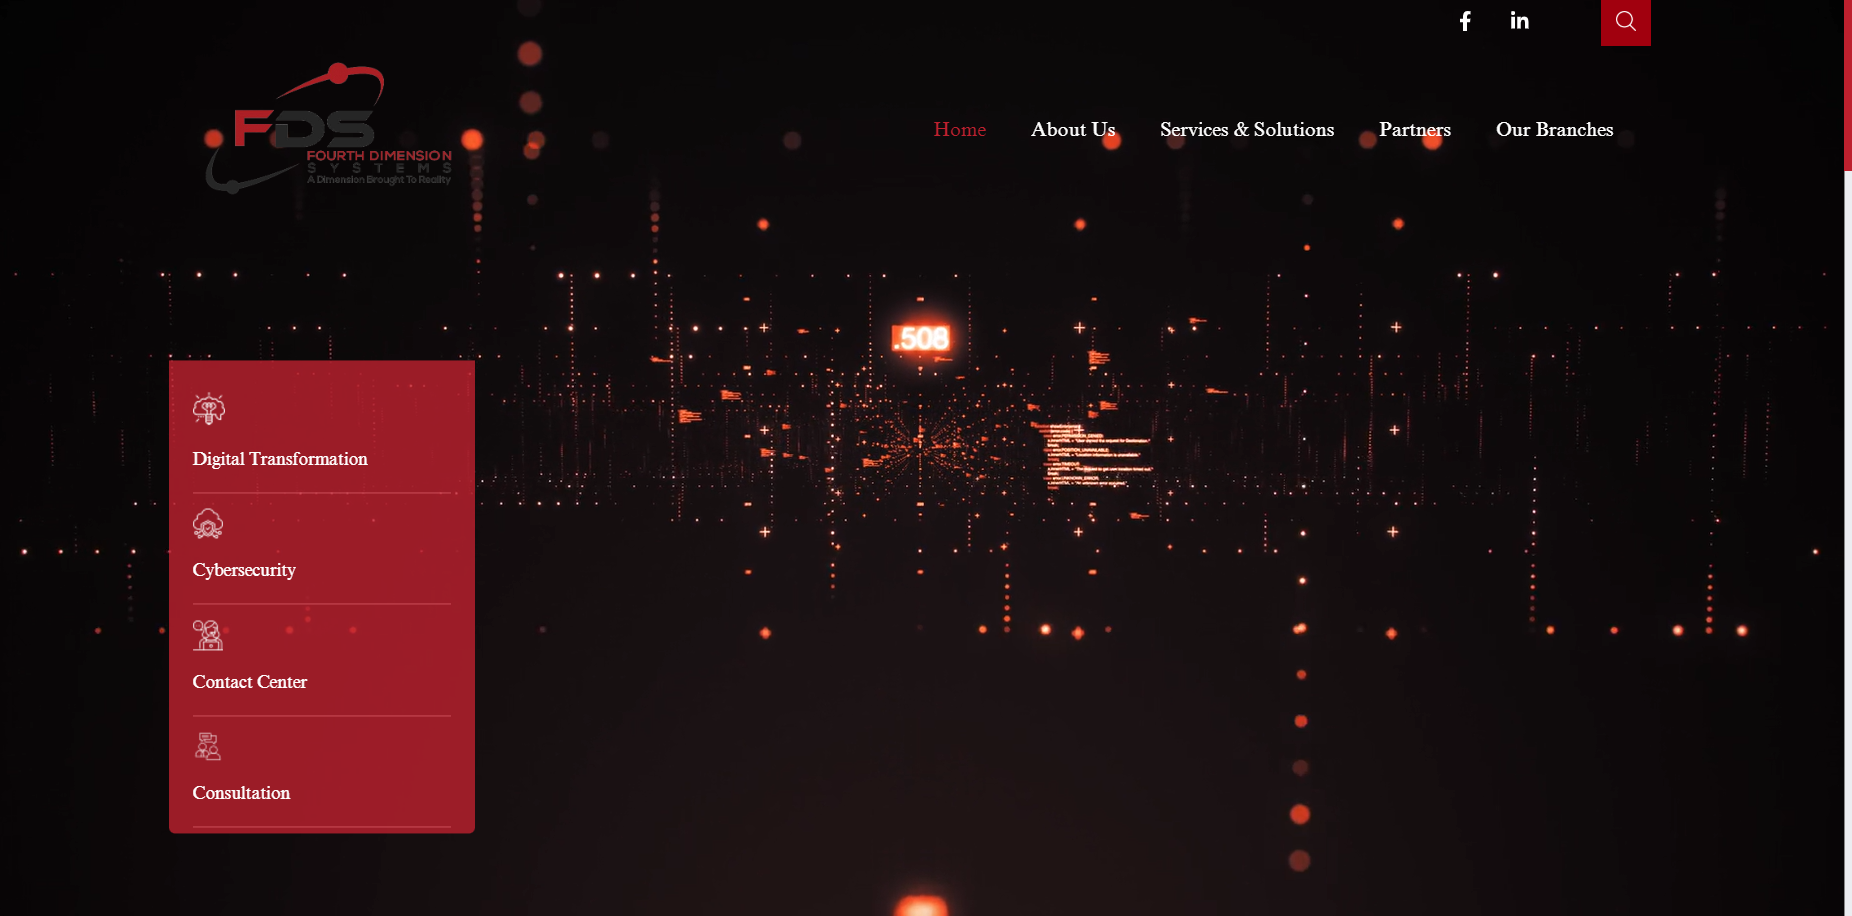 FDS
FOURTH DIMENSION
SYSTEMS
A Dimension Brought To Reality
Home
About Us
Services & Solutions
Partners
Our Branches
.508
Digital Transformation
Cybersecurity
Contact Center
Consultation